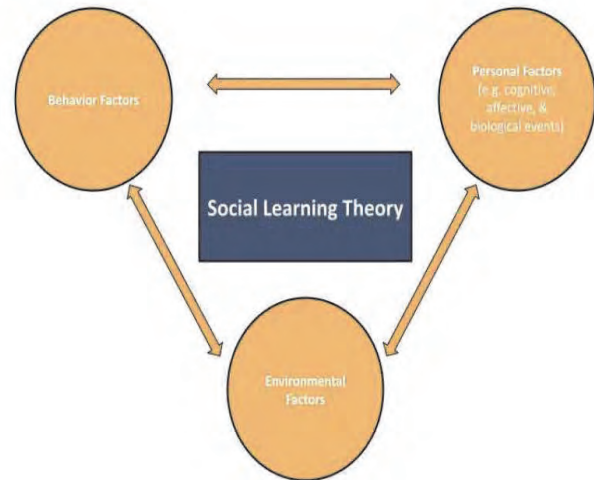 Behavior Factors
Personal Factors
(e.g. cognitive,
affective, &
biological events)
Social Learning Theory
Environmental
Factors